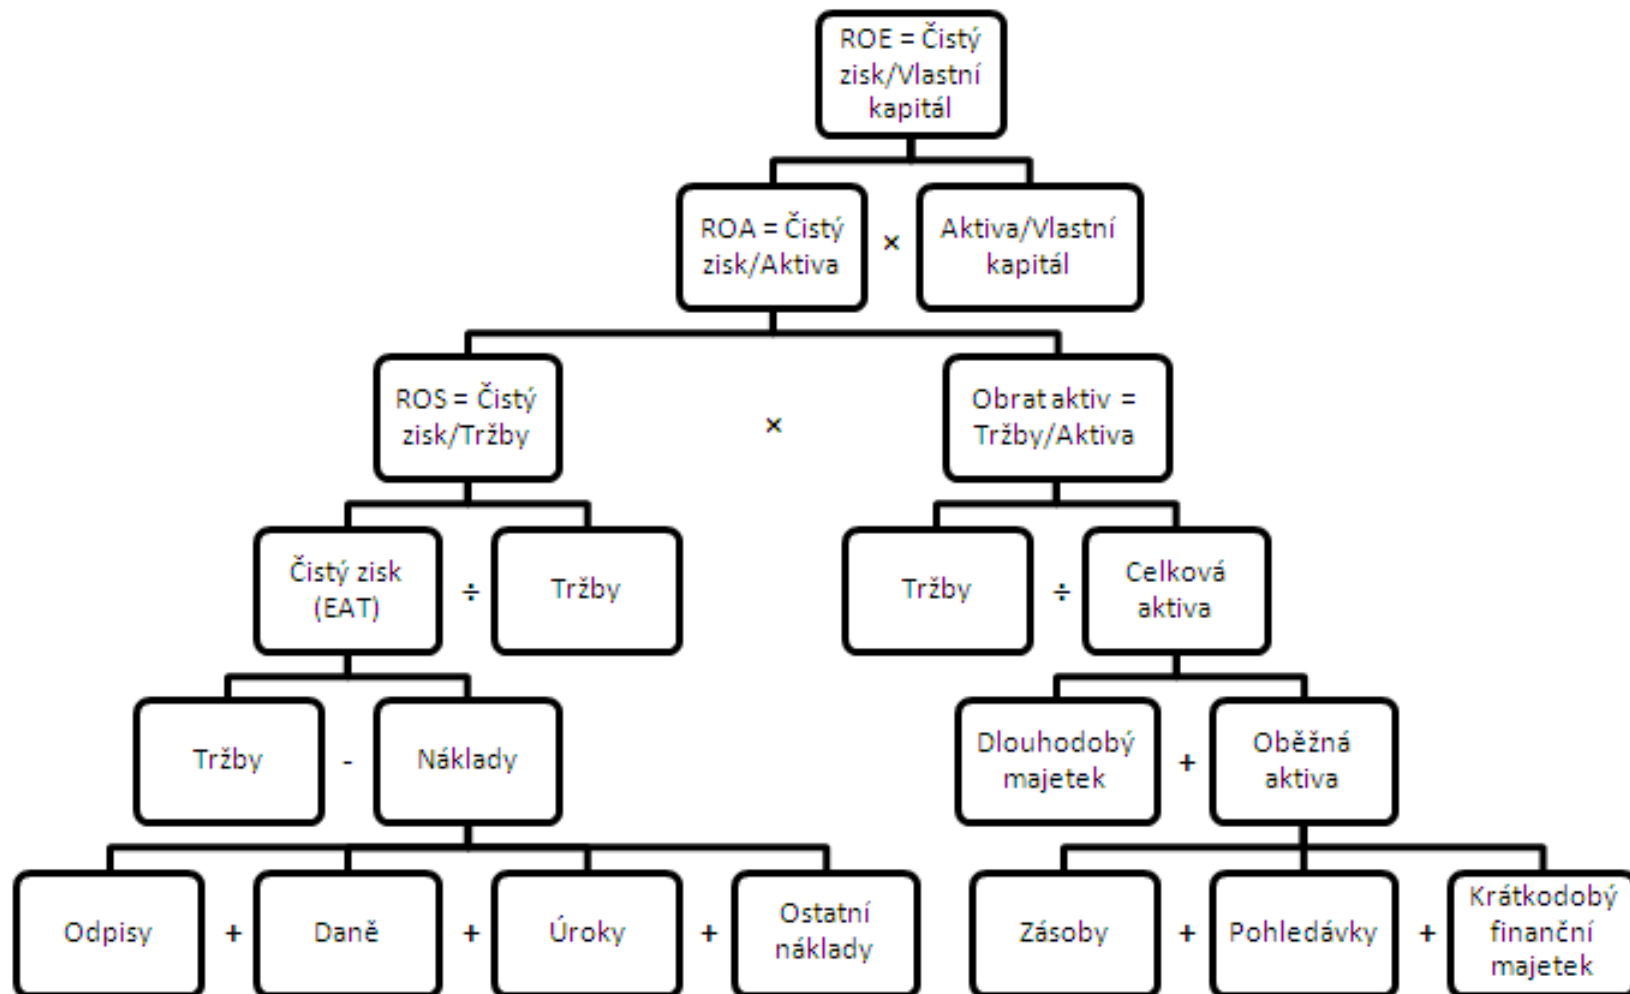 ROE = Čistý
zisk/Vlastní
kapitál
ROA = Čistý
zisk/Aktiva
×
Aktiva/Vlastní
kapitál
ROS = Čistý
zisk/Tržby
×
Obrat aktiv =
Tržby/Aktiva
Čistý zisk
(EAT)
÷
Tržby
Tržby
÷
Celková
aktiva
Tržby
-
Náklady
Dlouhodobý
majetek
+
Oběžná
aktiva
Odpisy
+
Daně
+
Úroky
+
Ostatní
náklady
Zásoby
+
Pohledávky
+
Krátkodobý
finanční
majetek